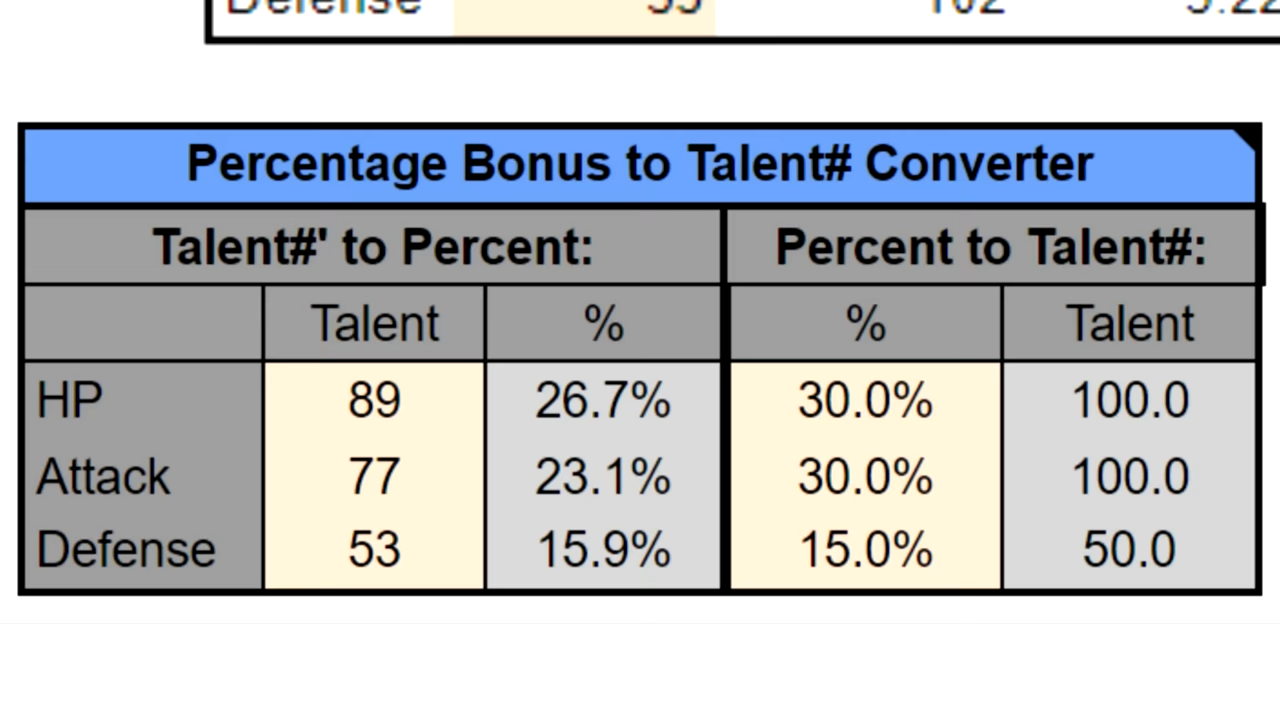 Defense
Percentage Bonus to Talent# Converter
Talent#' to Percent: Percent to Talent#:
Talent % % Talent
HP 89 26.7% 30.0% 100.0
Attack 77 23.1% 30.0% 100.0
Defense 53 15.9% 15.0% 50.0